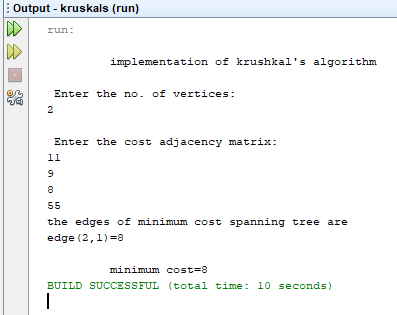 Output - kruskals (run)
run:
implementation of krushkal's algorithm
Enter the no. of vertices:
2
Enter the cost adjacency matrix:
11
9
8
55
the edges of minimum cost spanning tree are
edge(2,1)=8
minimum cost=8
BUILD SUCCESSFUL (total time: 10 seconds)